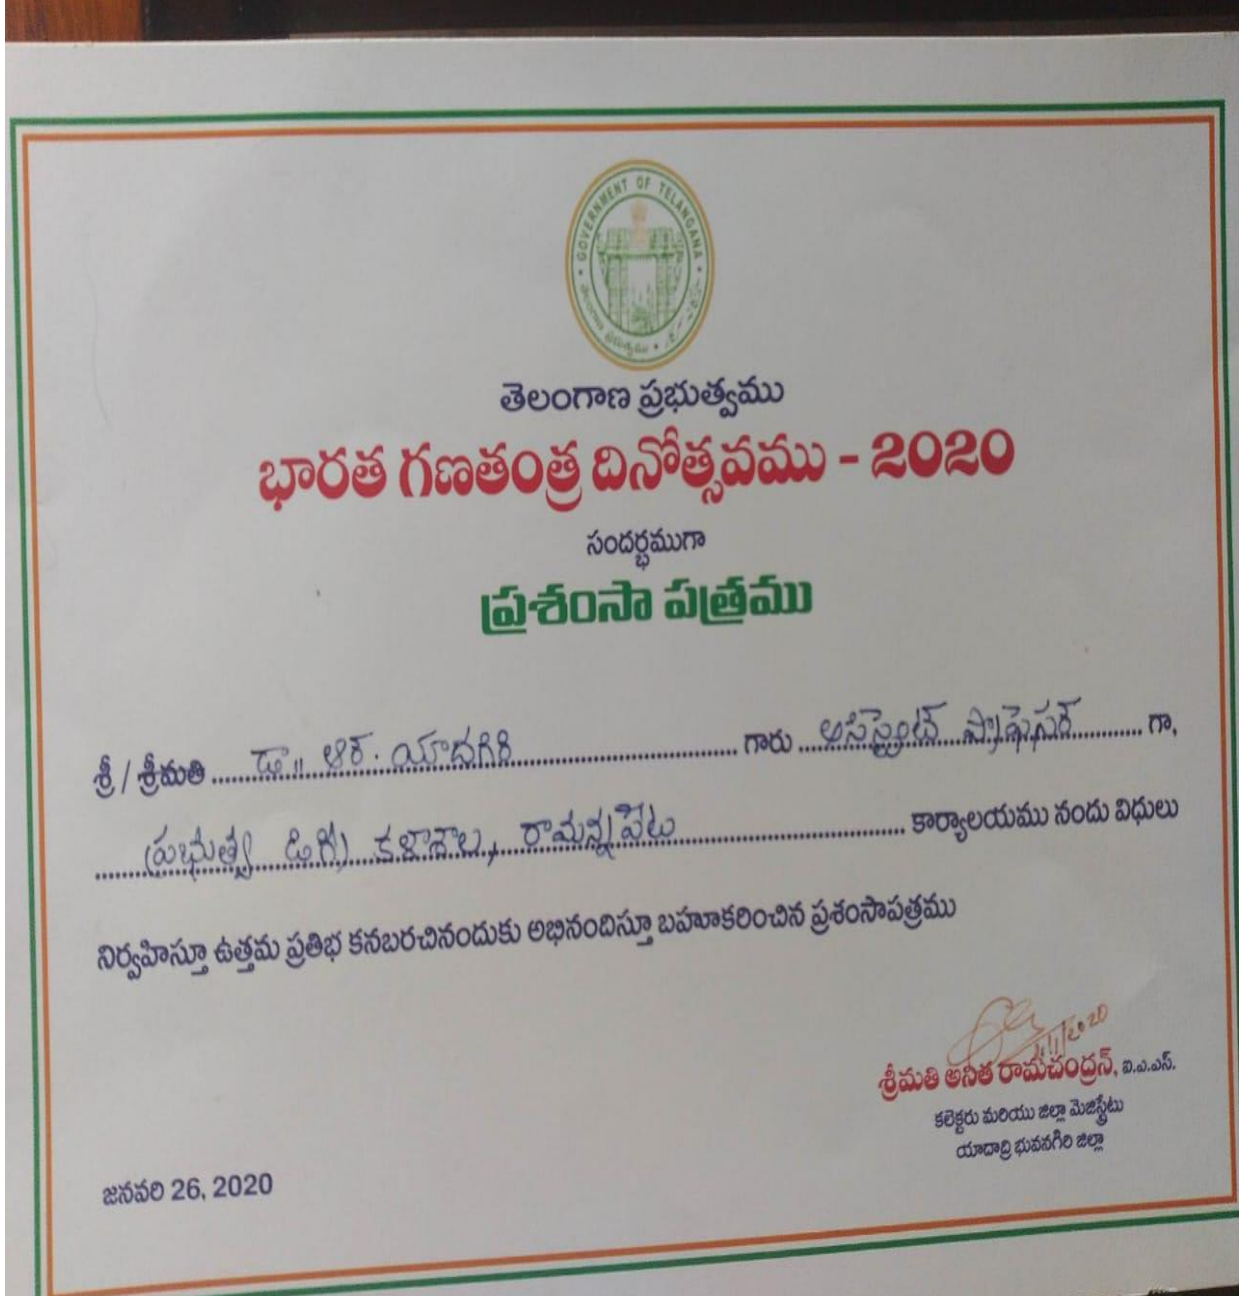 GOVERNMENT OF TELANGANA
తెలంగాణ ప్రభుత్వము
తెలంగాణ ప్రభుత్వము
భారత గణతంత్ర దినోత్సవము - 2020
సందర్భముగా
ప్రశంసా పత్రము
శ్రీ / శ్రీమతి డా॥ ఆర్. యాదగిరి గారు అసిస్టెంట్ ప్రొఫెసర్ గా,
ప్రభుత్వ డిగ్రీ కళాశాల, రామన్నపేట కార్యాలయము నందు విధులు
నిర్వహిస్తూ ఉత్తమ ప్రతిభ కనబరచినందుకు అభినందిస్తూ బహూకరించిన ప్రశంసాపత్రము
శ్రీమతి అనితా రామచంద్రన్, ఐ.ఎ.ఎస్.
కలెక్టరు మరియు జిల్లా మెజిస్ట్రేటు
యాదాద్రి భువనగిరి జిల్లా
జనవరి 26, 2020